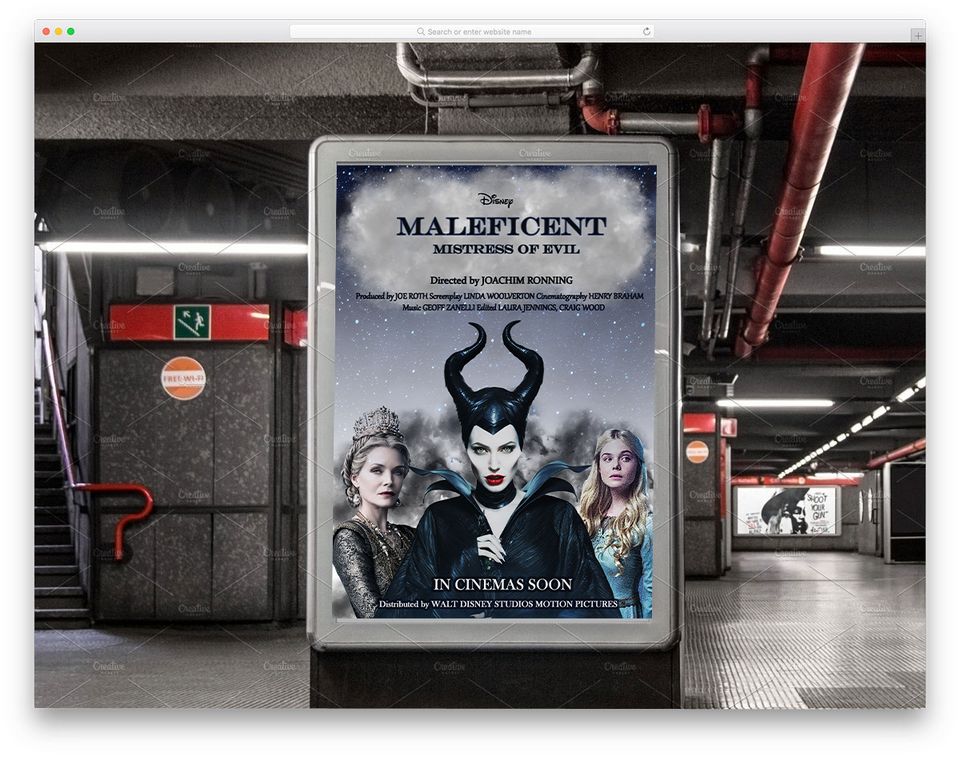 Search or enter website name
Creative
MARKET
Disney
MALEFICENT
MISTRESS OF EVIL
Directed by JOACHIM RONNING
Produced by JOE ROTH Screenplay LINDA WOOLVERTON Cinematography HENRY BRAHAM
Music GEOFF ZANELLI Edited LAURA JENNINGS, CRAIG WOOD
FREE WI-FI
SHOOT
YOUR
IN CINEMAS SOON
Distributed by WALT DISNEY STUDIOS MOTION PICTURES